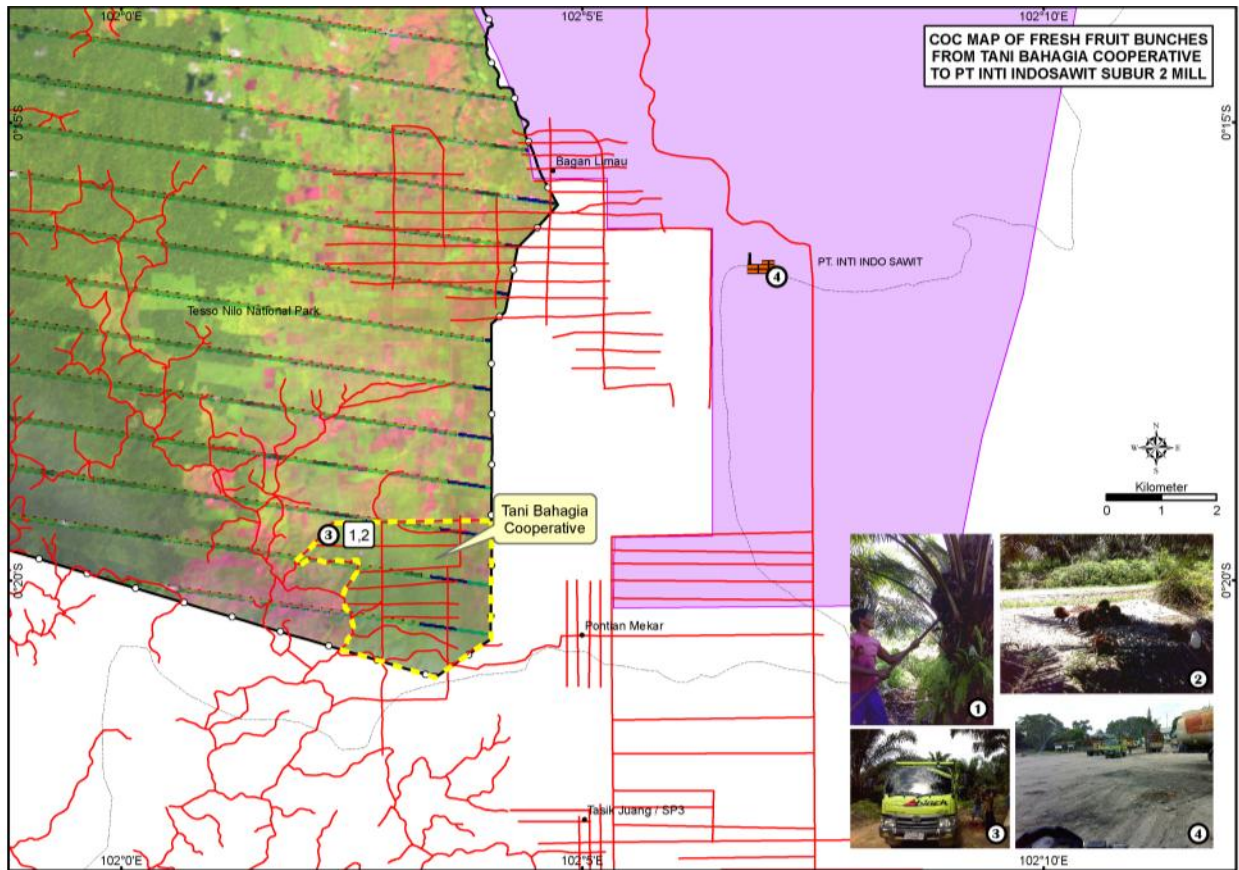 102°0'E
102°5'E
102°10'E
COC MAP OF FRESH FRUIT BUNCHES
FROM TANI BAHAGIA COOPERATIVE
TO PT INTI INDOSAWIT SUBUR 2 MILL
0°15'S
0°15'S
Bagan Limau
PT. INTI INDO SAWIT
4
Tesso Nilo National Park
N
W
E
S
Kilometer
0
1
2
Tani Bahagia
Cooperative
3
1,2
0°20'S
0°20'S
Pontian Mekar
1
2
Tasik Juang / SP3
3
4
102°0'E
102°5'E
102°10'E